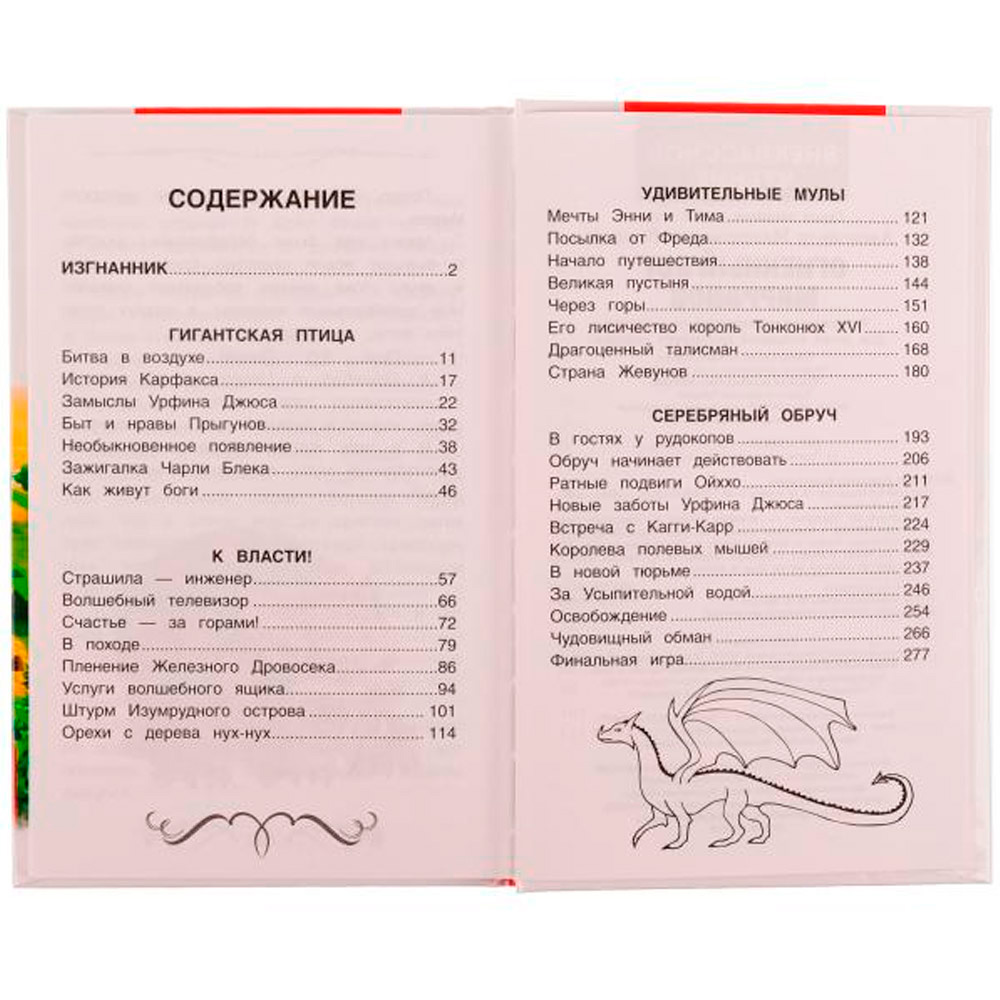 СОДЕРЖАНИЕ
ИЗГНАННИК 2
ГИГАНТСКАЯ ПТИЦА
Битва в воздухе 11
История Карфакса 17
Замыслы Урфина Джюса 22
Быт и нравы Прыгунов 32
Необыкновенное появление 38
Зажигалка Чарли Блека 43
Как живут боги 46
К ВЛАСТИ!
Страшила — инженер 57
Волшебный телевизор 66
Счастье — за горами! 72
В походе 79
Пленение Железного Дровосека 86
Услуги волшебного ящика 94
Штурм Изумрудного острова 101
Орехи с дерева нух-нух 114
УДИВИТЕЛЬНЫЕ МУЛЫ
Мечты Энни и Тима 121
Посылка от Фреда 132
Начало путешествия 138
Великая пустыня 144
Через горы 151
Его лисичество король Тонконюх XVI 160
Драгоценный талисман 168
Страна Жевунов 180
СЕРЕБРЯНЫЙ ОБРУЧ
В гостях у рудокопов 193
Обруч начинает действовать 206
Ратные подвиги Ойххо 211
Новые заботы Урфина Джюса 217
Встреча с Кагги-Карр 224
Королева полевых мышей 229
В новой тюрьме 237
За Усыпительной водой 246
Освобождение 254
Чудовищный обман 266
Финальная игра 277